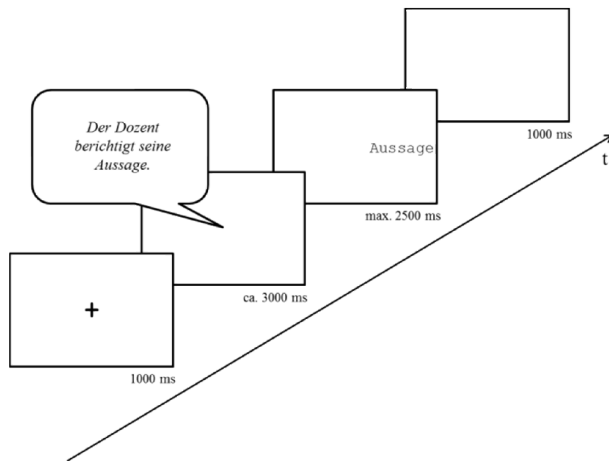 Der Dozent
berichtigt seine
Aussage.
+
1000 ms
ca. 3000 ms
Aussage
max. 2500 ms
1000 ms
t